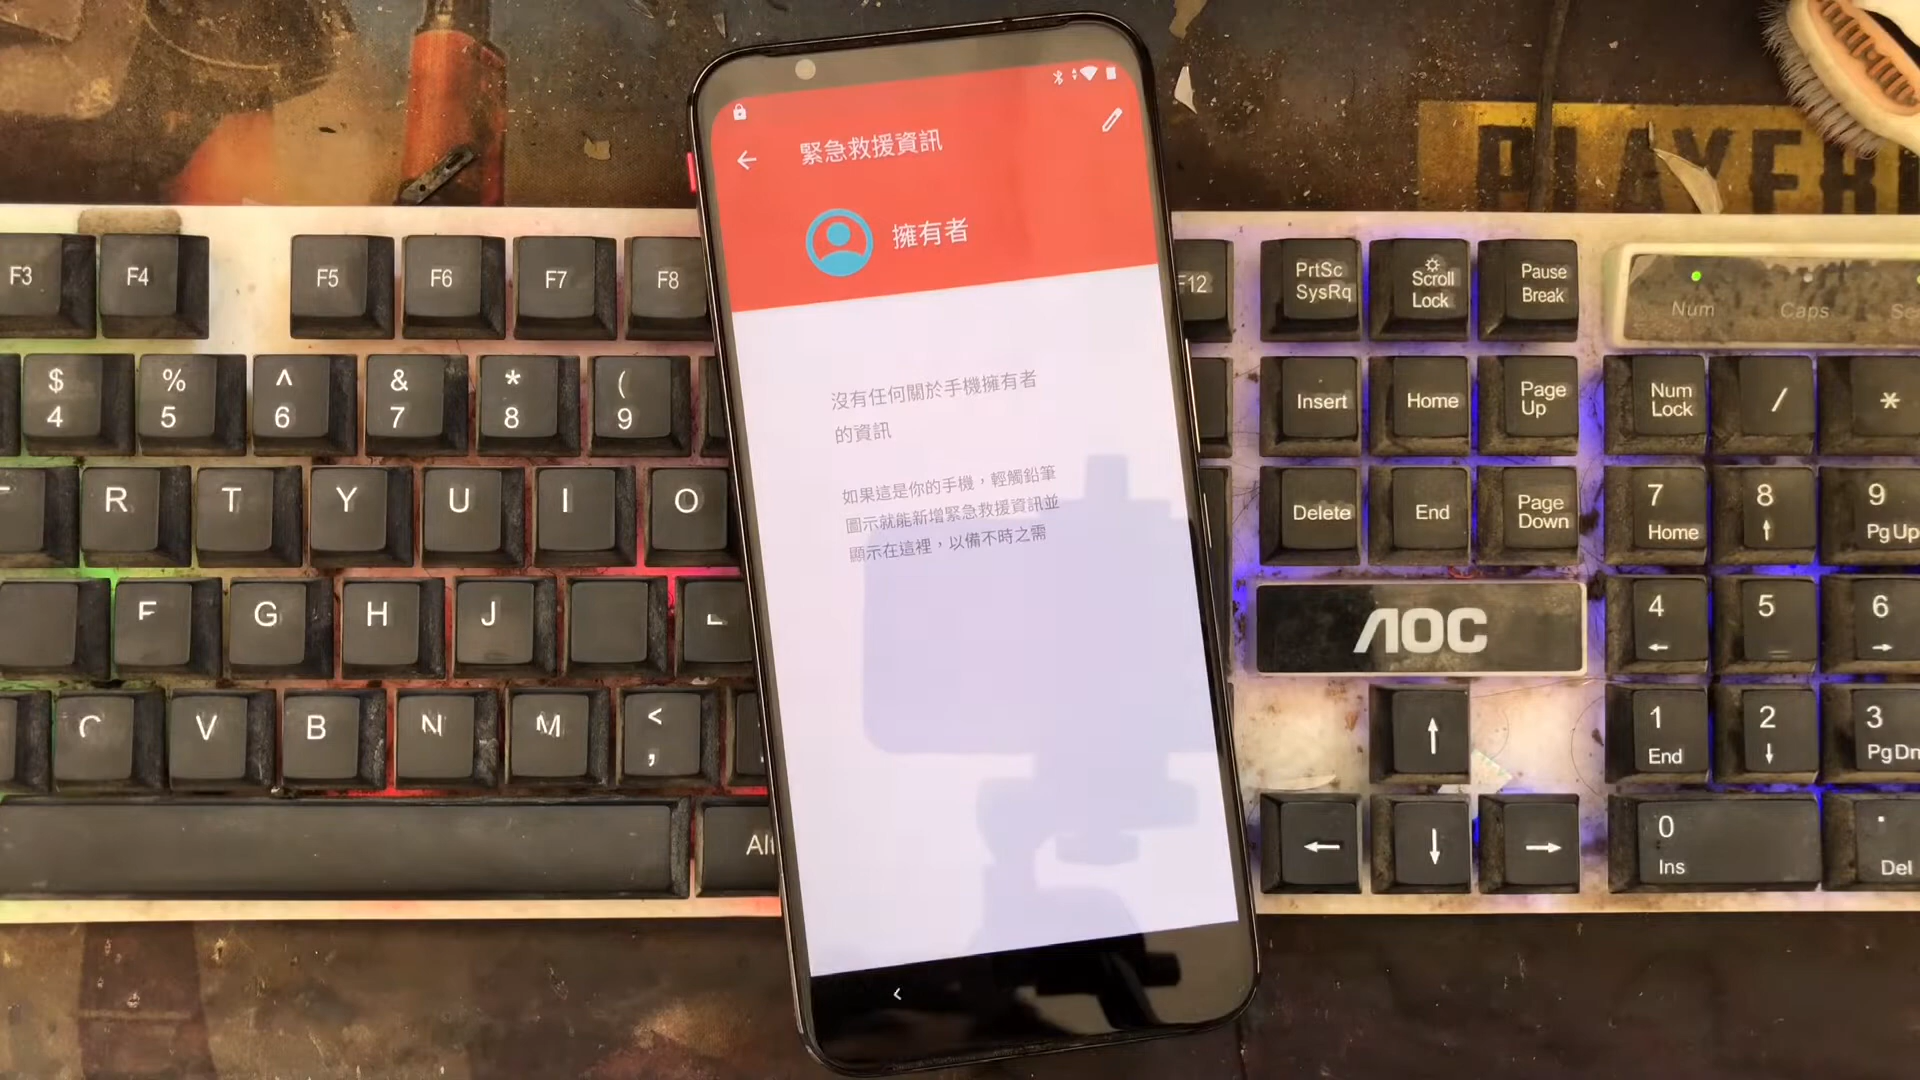 PLAYER
緊急救援資訊
擁有者
沒有任何關於手機擁有者
的資訊
如果這是你的手機，輕觸鉛筆
圖示就能新增緊急救援資訊並
顯示在這裡，以備不時之需
F3 F4 F5 F6 F7 F8 F12
PrtSc
SysRq
Scroll
Lock
Pause
Break
Num Caps
$ % ^ & * (
4 5 6 7 8 9
Insert Home Page
Up
Num
Lock
/ *
R T Y U I O
Delete End Page
Down
7 8 9
Home ↑ PgUp
F G H J
AOC
4 5 6
← →
C V B N M <
,
↑
1 2 3
End ↓ PgDn
Alt
← ↓ →
0 .
Ins Del